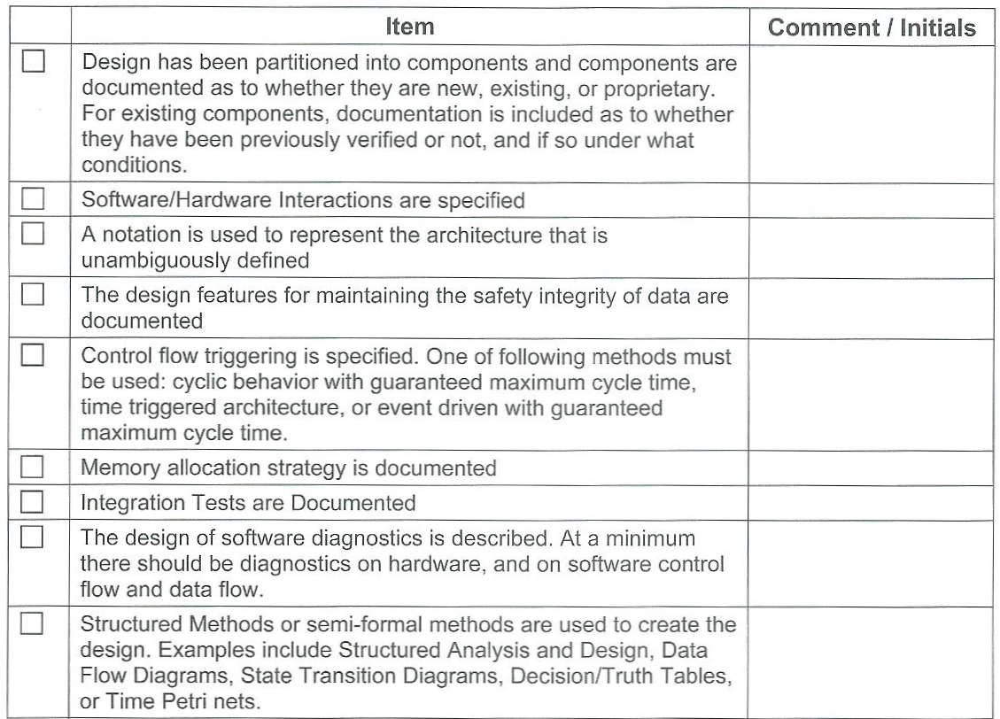 Item
Comment / Initials
Design has been partitioned into components and components are
documented as to whether they are new, existing, or proprietary.
For existing components, documentation is included as to whether
they have been previously verified or not, and if so under what
conditions.
Software/Hardware Interactions are specified
A notation is used to represent the architecture that is
unambiguously defined
The design features for maintaining the safety integrity of data are
documented
Control flow triggering is specified. One of following methods must
be used: cyclic behavior with guaranteed maximum cycle time,
time triggered architecture, or event driven with guaranteed
maximum cycle time.
Memory allocation strategy is documented
Integration Tests are Documented
The design of software diagnostics is described. At a minimum
there should be diagnostics on hardware, and on software control
flow and data flow.
Structured Methods or semi-formal methods are used to create the
design. Examples include Structured Analysis and Design, Data
Flow Diagrams, State Transition Diagrams, Decision/Truth Tables,
or Time Petri nets.